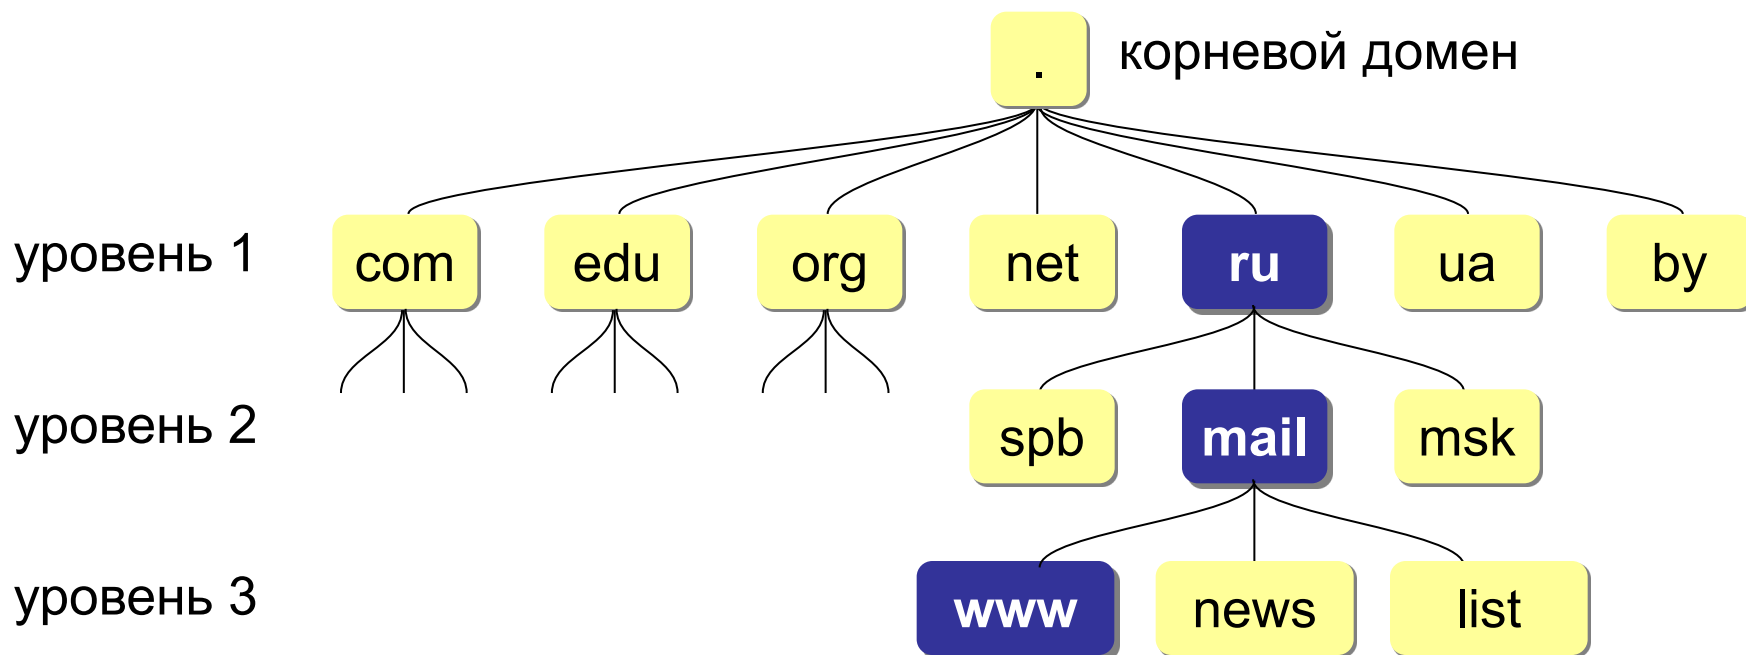 . корневой домен
уровень 1 com edu org net ru ua by
уровень 2 spb mail msk
уровень 3 www news list